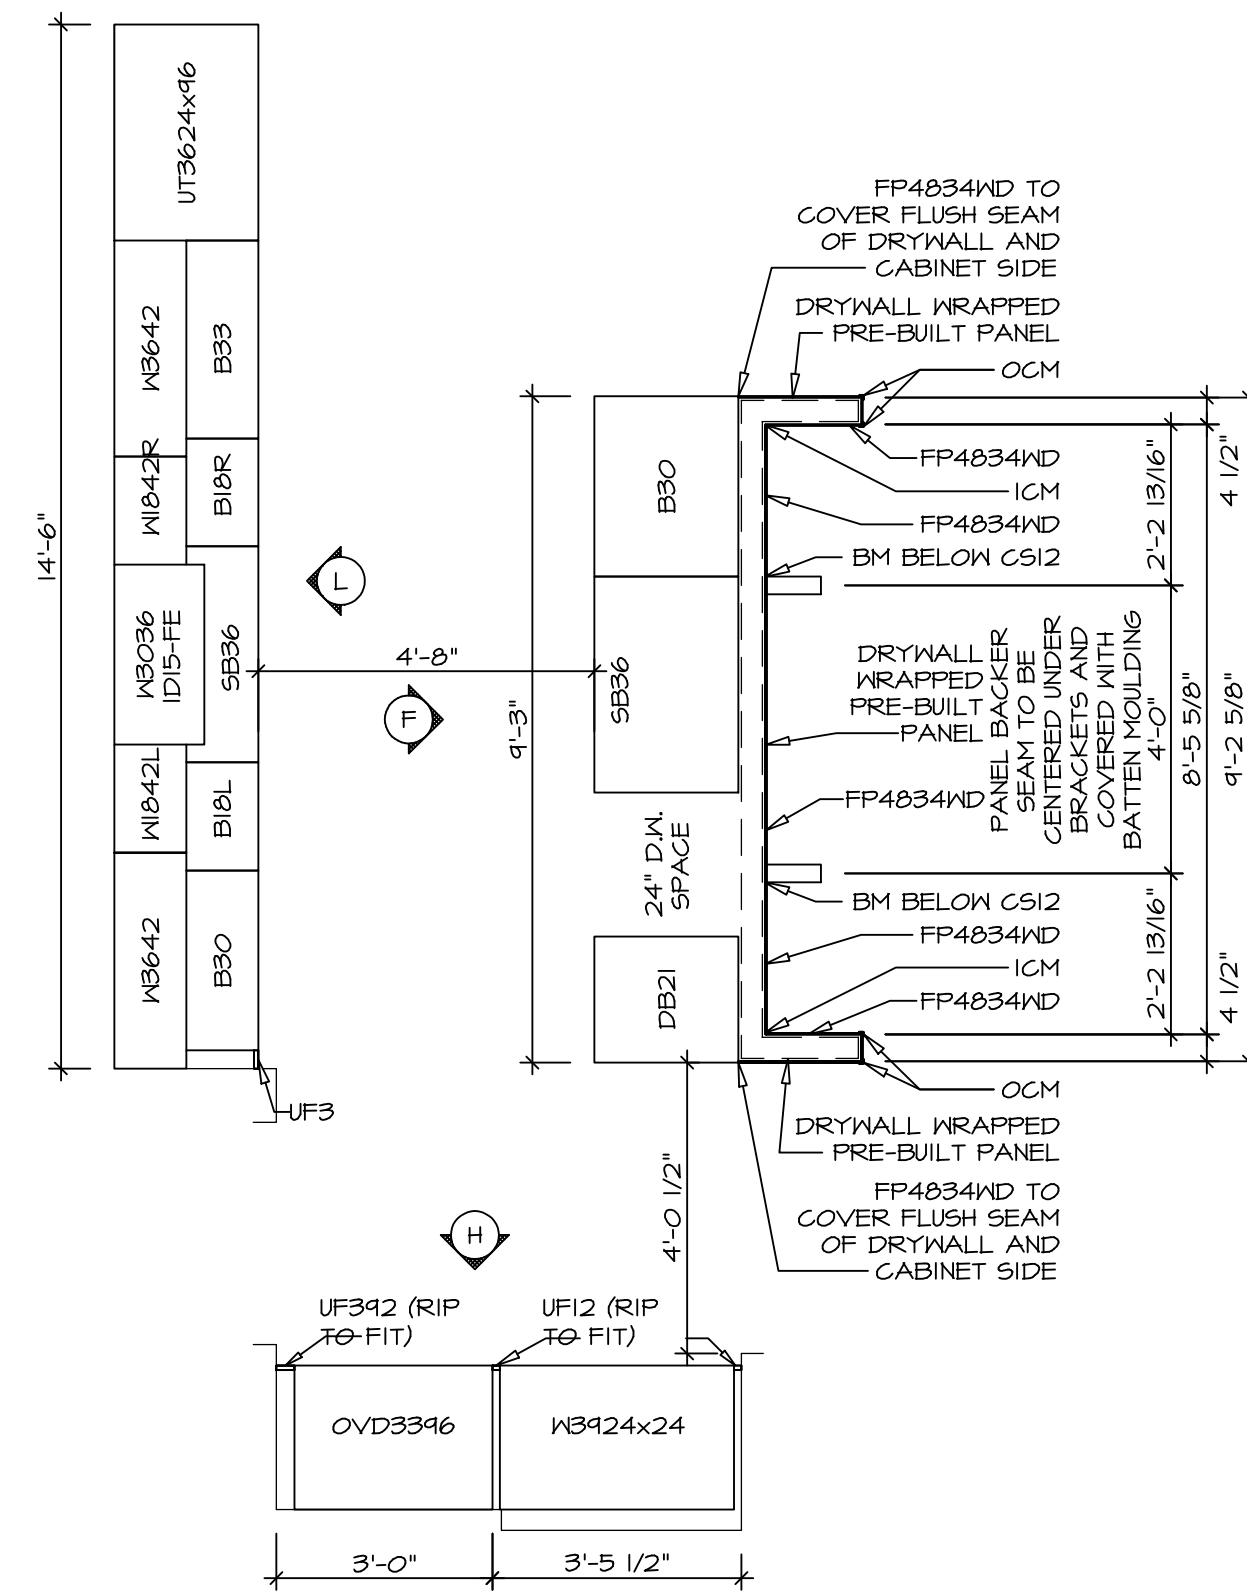 14'-6"
UT3624x96
W3642
B33
W1842R
B18R
W3036
1D15-FE
SB36
W1842L
B18L
W3642
B30
UF3
L
F
H
4'-8"
9'-3"
B30
SB36
24" D.W.
SPACE
DB21
4'-0 1/2"
FP4834WD TO
COVER FLUSH SEAM
OF DRYWALL AND
CABINET SIDE
DRYWALL WRAPPED
PRE-BUILT PANEL
OCM
FP4834WD
ICM
FP4834WD
BM BELOW CS12
DRYWALL
WRAPPED
PRE-BUILT
PANEL
PANEL BACKER
SEAM TO BE
CENTERED UNDER
BRACKETS AND
COVERED WITH
BATTEN MOULDING
FP4834WD
BM BELOW CS12
FP4834WD
ICM
FP4834WD
OCM
DRYWALL WRAPPED
PRE-BUILT PANEL
FP4834WD TO
COVER FLUSH SEAM
OF DRYWALL AND
CABINET SIDE
2'-2 13/16"
4'-0"
2'-2 13/16"
4 1/2"
8'-5 5/8"
9'-2 5/8"
4 1/2"
UF392 (RIP
TO FIT)
UF12 (RIP
TO FIT)
OVD3396
W3924x24
3'-0"
3'-5 1/2"